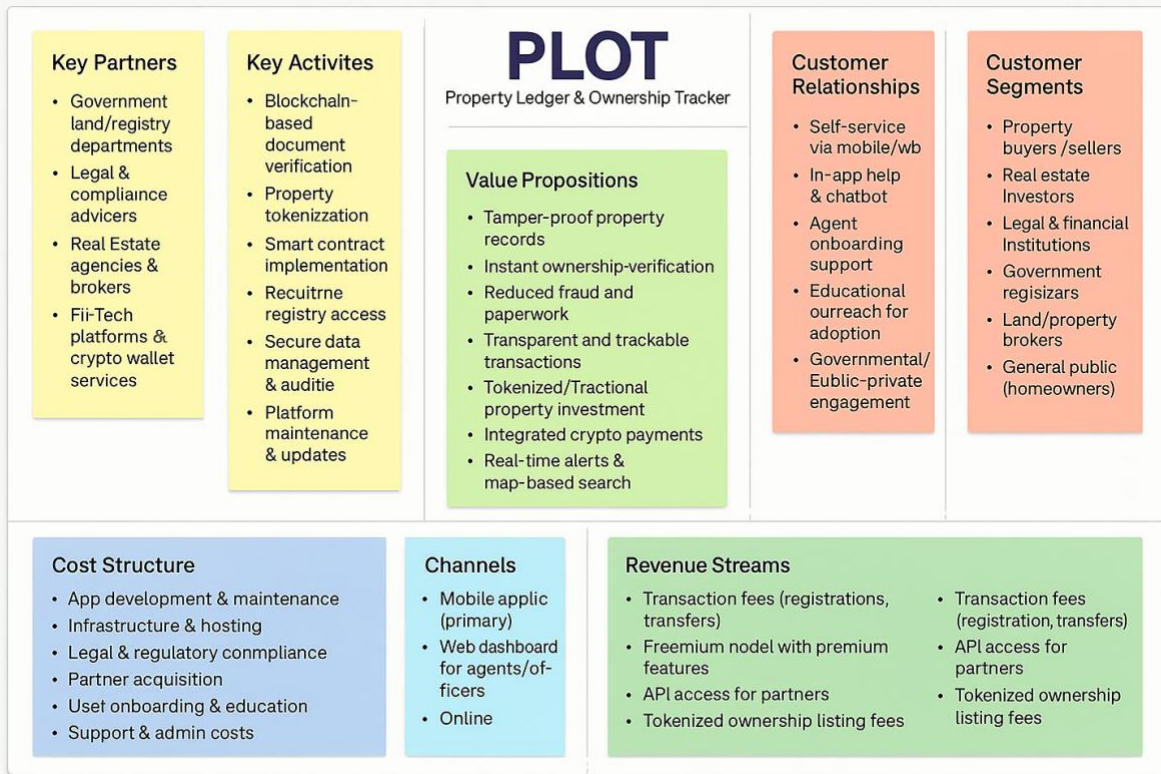 PLOT
Property Ledger & Ownership Tracker
Key Partners
• Government
land/registry
departments
• Legal &
compliance
advicers
• Real Estate
agencies &
brokers
• Fii-Tech
platforms &
crypto wallet
services
Key Activites
• Blockchain-
based
document
verification
• Property
tokenizzation
• Smart contract
implementation
• Recuitrne
registry access
• Secure data
management
& auditie
• Platform
maintenance
& updates
Value Propositions
• Tamper-proof property
records
• Instant ownership-verification
• Reduced fraud and
paperwork
• Transparent and trackable
transactions
• Tokenized/Tractional
property investment
• Integrated crypto payments
• Real-time alerts &
map-based search
Customer
Relationships
• Self-service
via mobile/wb
• In-app help
& chatbot
• Agent
onboarding
support
• Educational
ourreach for
adoption
• Governmental/
Eublic-private
engagement
Customer
Segments
• Property
buyers /sellers
• Real estate
Investors
• Legal & financial
Institutions
• Government
regisizars
• Land/property
brokers
• General public
(homeowners)
Cost Structure
• App development & maintenance
• Infrastructure & hosting
• Legal & regulatory conmpliance
• Partner acquisition
• Uset onboarding & education
• Support & admin costs
Channels
• Mobile applic
(primary)
• Web dashboard
for agents/of-
ficers
• Online
Revenue Streams
• Transaction fees (registrations,
transfers)
• Freemium nodel with premium
features
• API access for partners
• Tokenized ownership listing fees
• Transaction fees
(registration, transfers)
• API access for
partners
• Tokenized ownership
listing fees